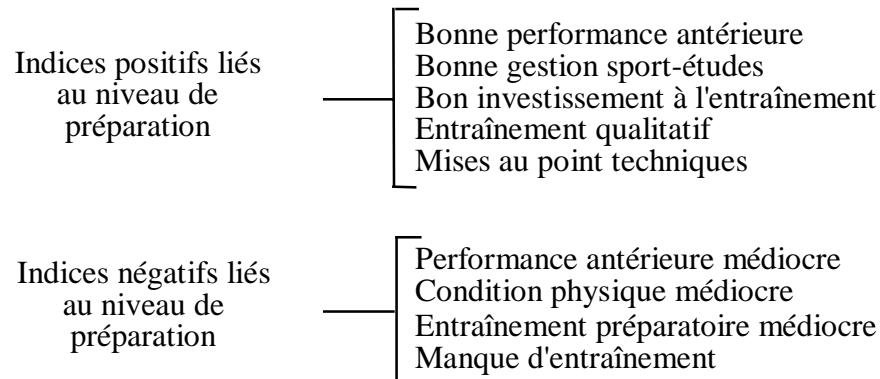 Indices positifs liés
au niveau de
préparation
Bonne performance antérieure
Bonne gestion sport-études
Bon investissement à l'entraînement
Entraînement qualitatif
Mises au point techniques
Indices négatifs liés
au niveau de
préparation
Performance antérieure médiocre
Condition physique médiocre
Entraînement préparatoire médiocre
Manque d'entraînement